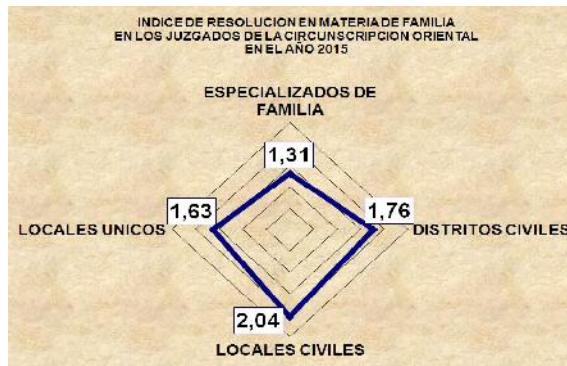 INDICE DE RESOLUCION EN MATERIA DE FAMILIA
EN LOS JUZGADOS DE LA CIRCUNSCRIPCION ORIENTAL
EN EL AÑO 2015
ESPECIALIZADOS DE
FAMILIA
1,31
1,63
1,76
LOCALES UNICOS
DISTRITOS CIVILES
2,04
LOCALES CIVILES